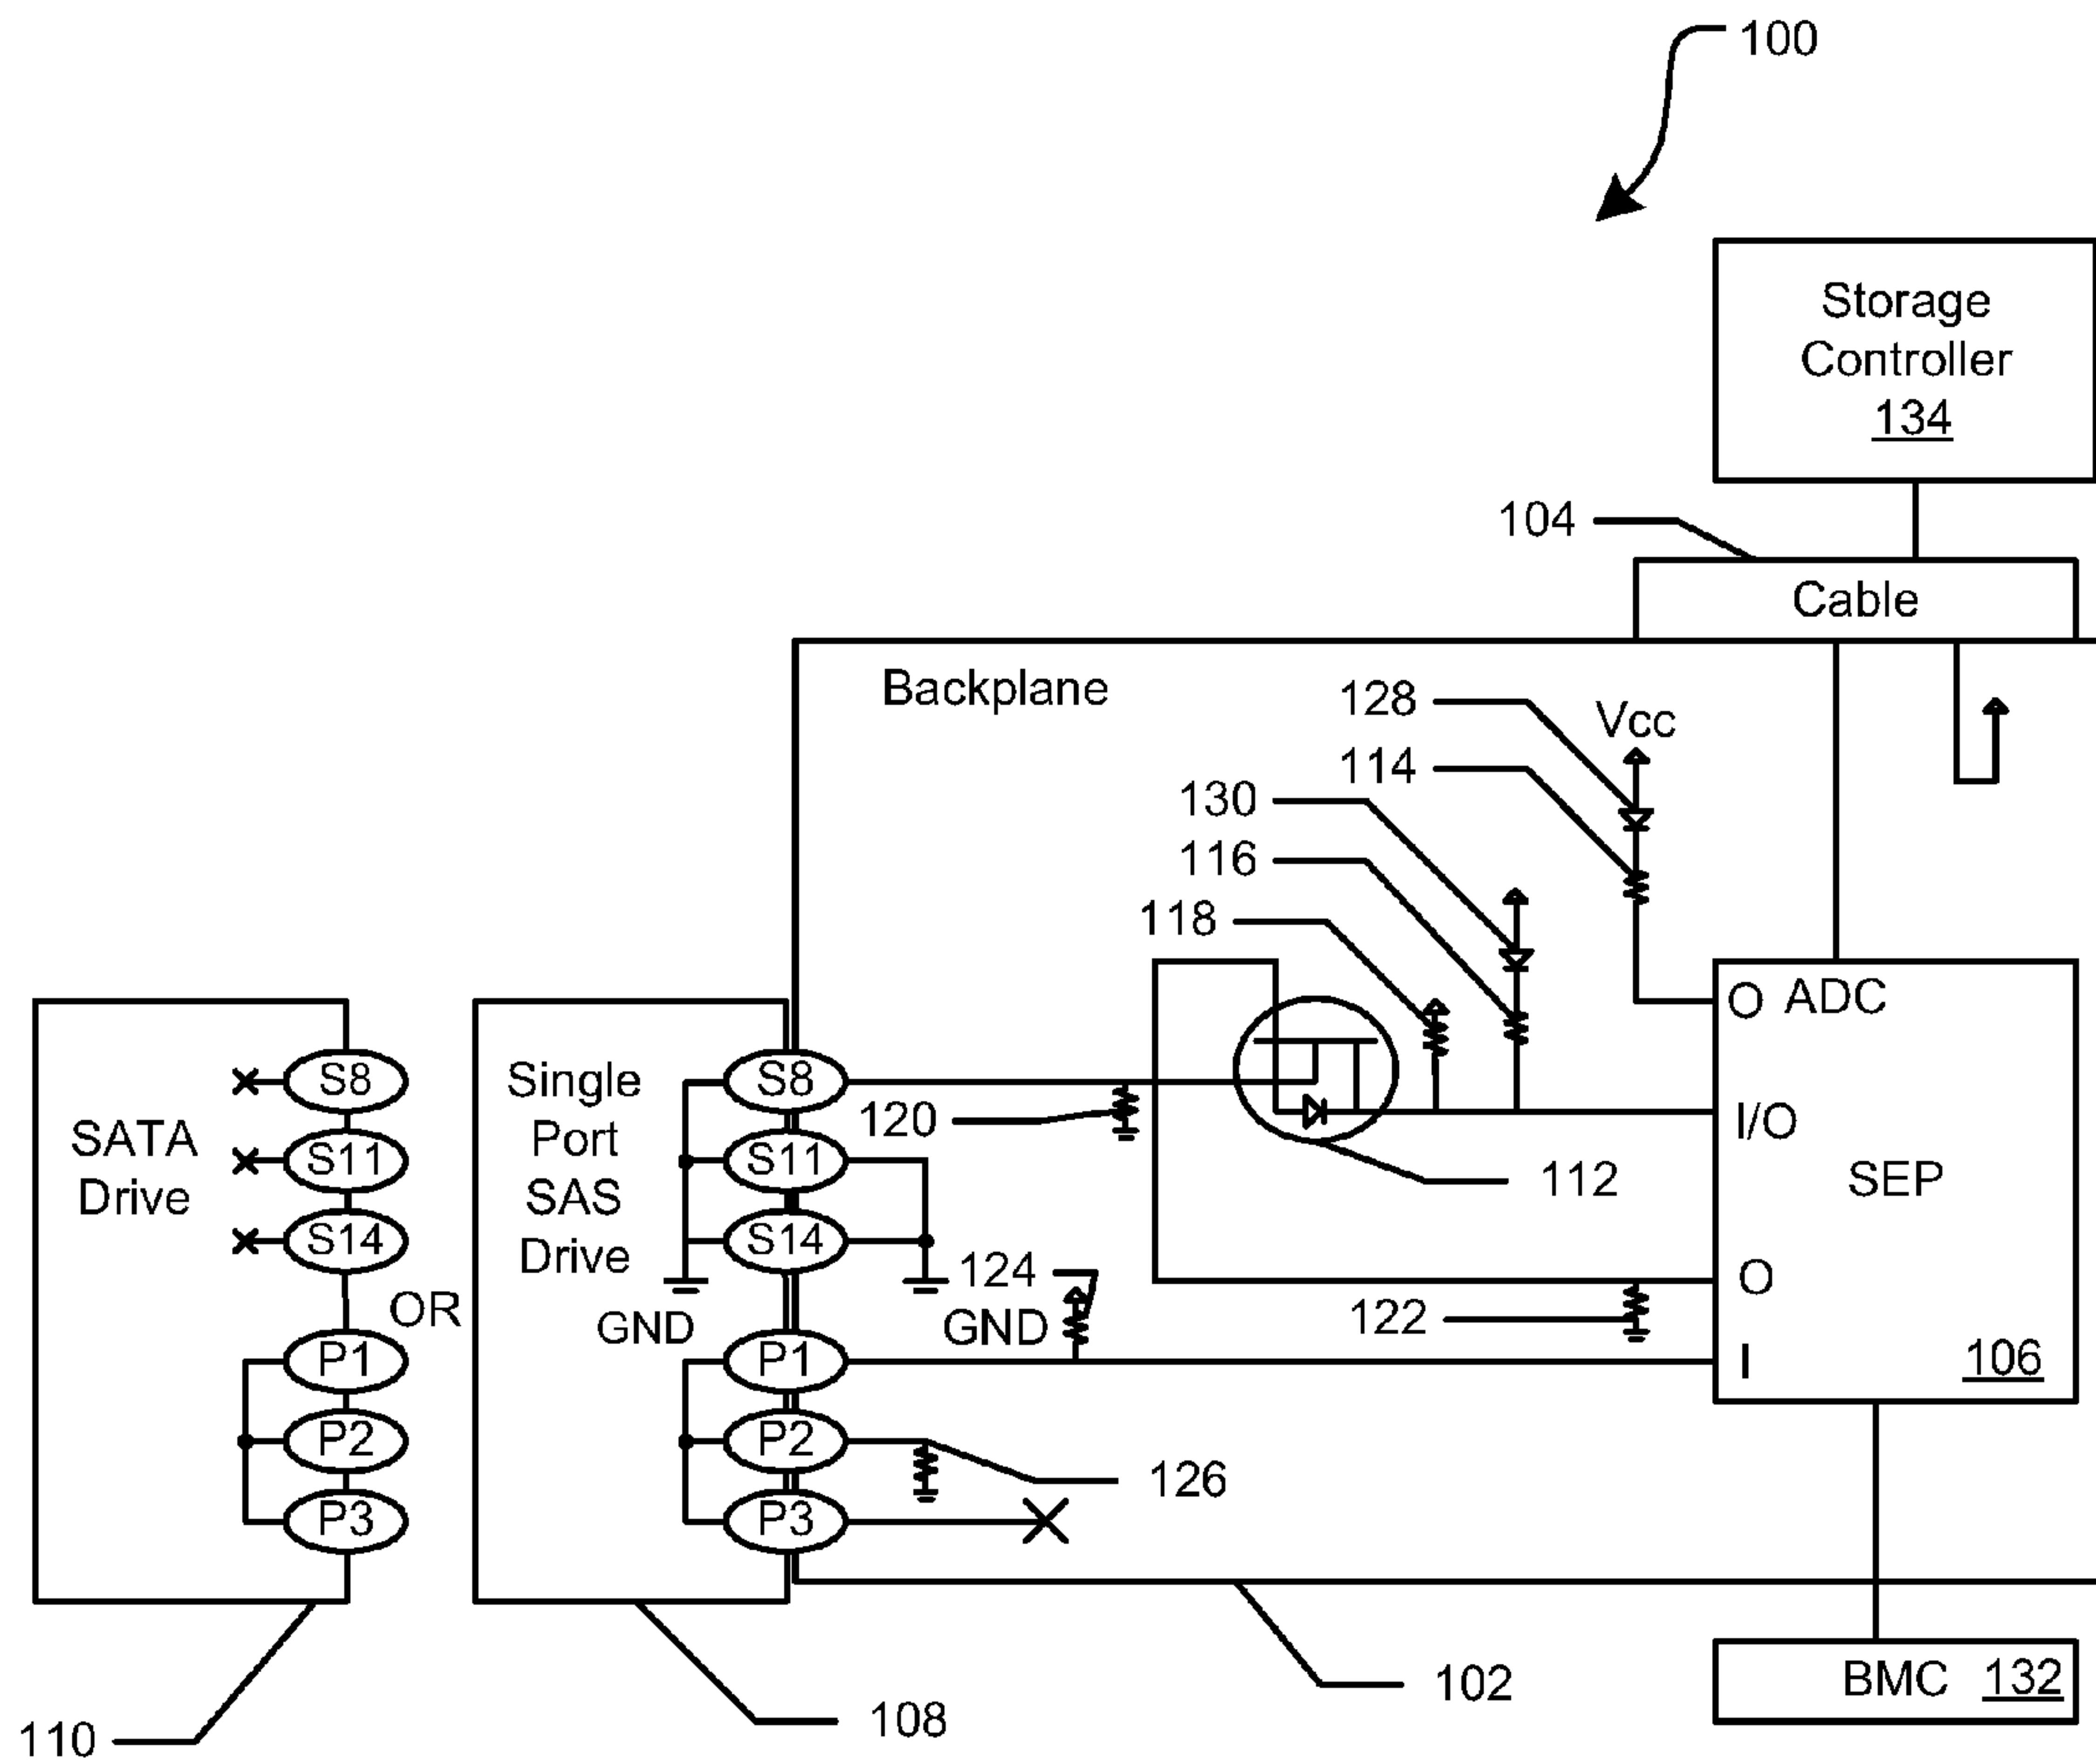 100
Storage
Controller
134
104
Cable
Backplane
128
Vcc
114
130
116
118
O ADC
S8
S8
Single
Port
SAS
Drive
SATA
Drive
120
I/O
S11
S11
112
SEP
S14
S14
124
O
OR
GND
GND
122
P1
P1
I
106
P2
P2
126
P3
P3
102
BMC 132
108
110